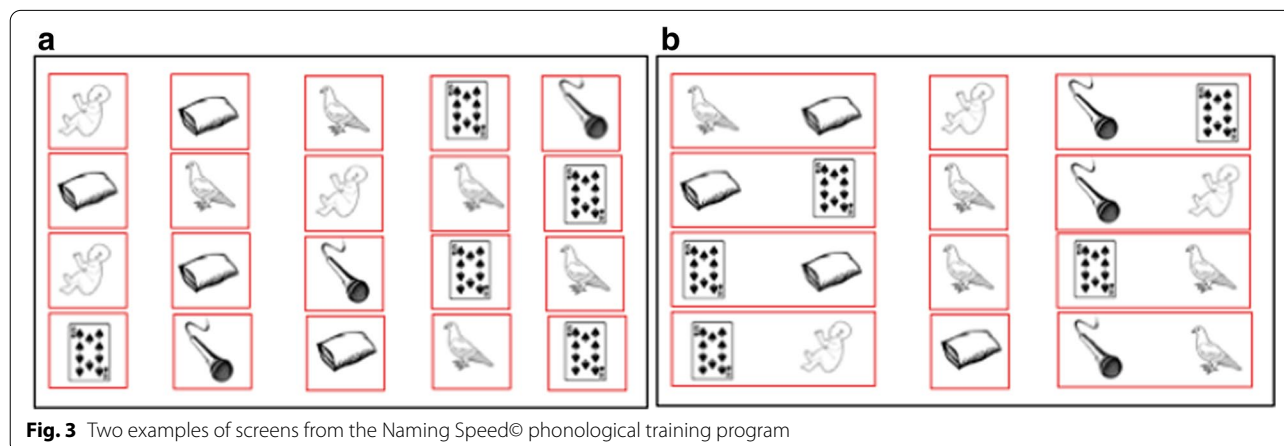 a
b
Fig. 3 Two examples of screens from the Naming Speed© phonological training program